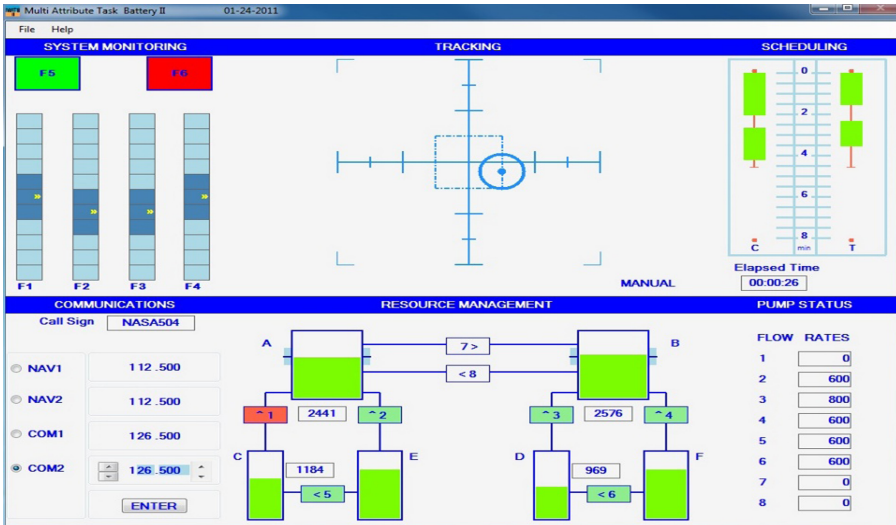 Multi Attribute Task Battery II 01-24-2011
File Help
SYSTEM MONITORING
F5 F6
F1 F2 F3 F4
TRACKING
MANUAL
SCHEDULING
0
2
4
6
8
C min T
Elapsed Time
00:00:26
COMMUNICATIONS
Call Sign NASA504
NAV1 112.500
NAV2 112.500
COM1 126.500
COM2 126.500
ENTER
RESOURCE MANAGEMENT
A 7 > B
< 8
^ 1 2441 ^ 2 ^ 3 2576 ^ 4
C 1184 E D 969 F
< 5 < 6
PUMP STATUS
FLOW RATES
1 0
2 600
3 800
4 600
5 600
6 600
7 0
8 0